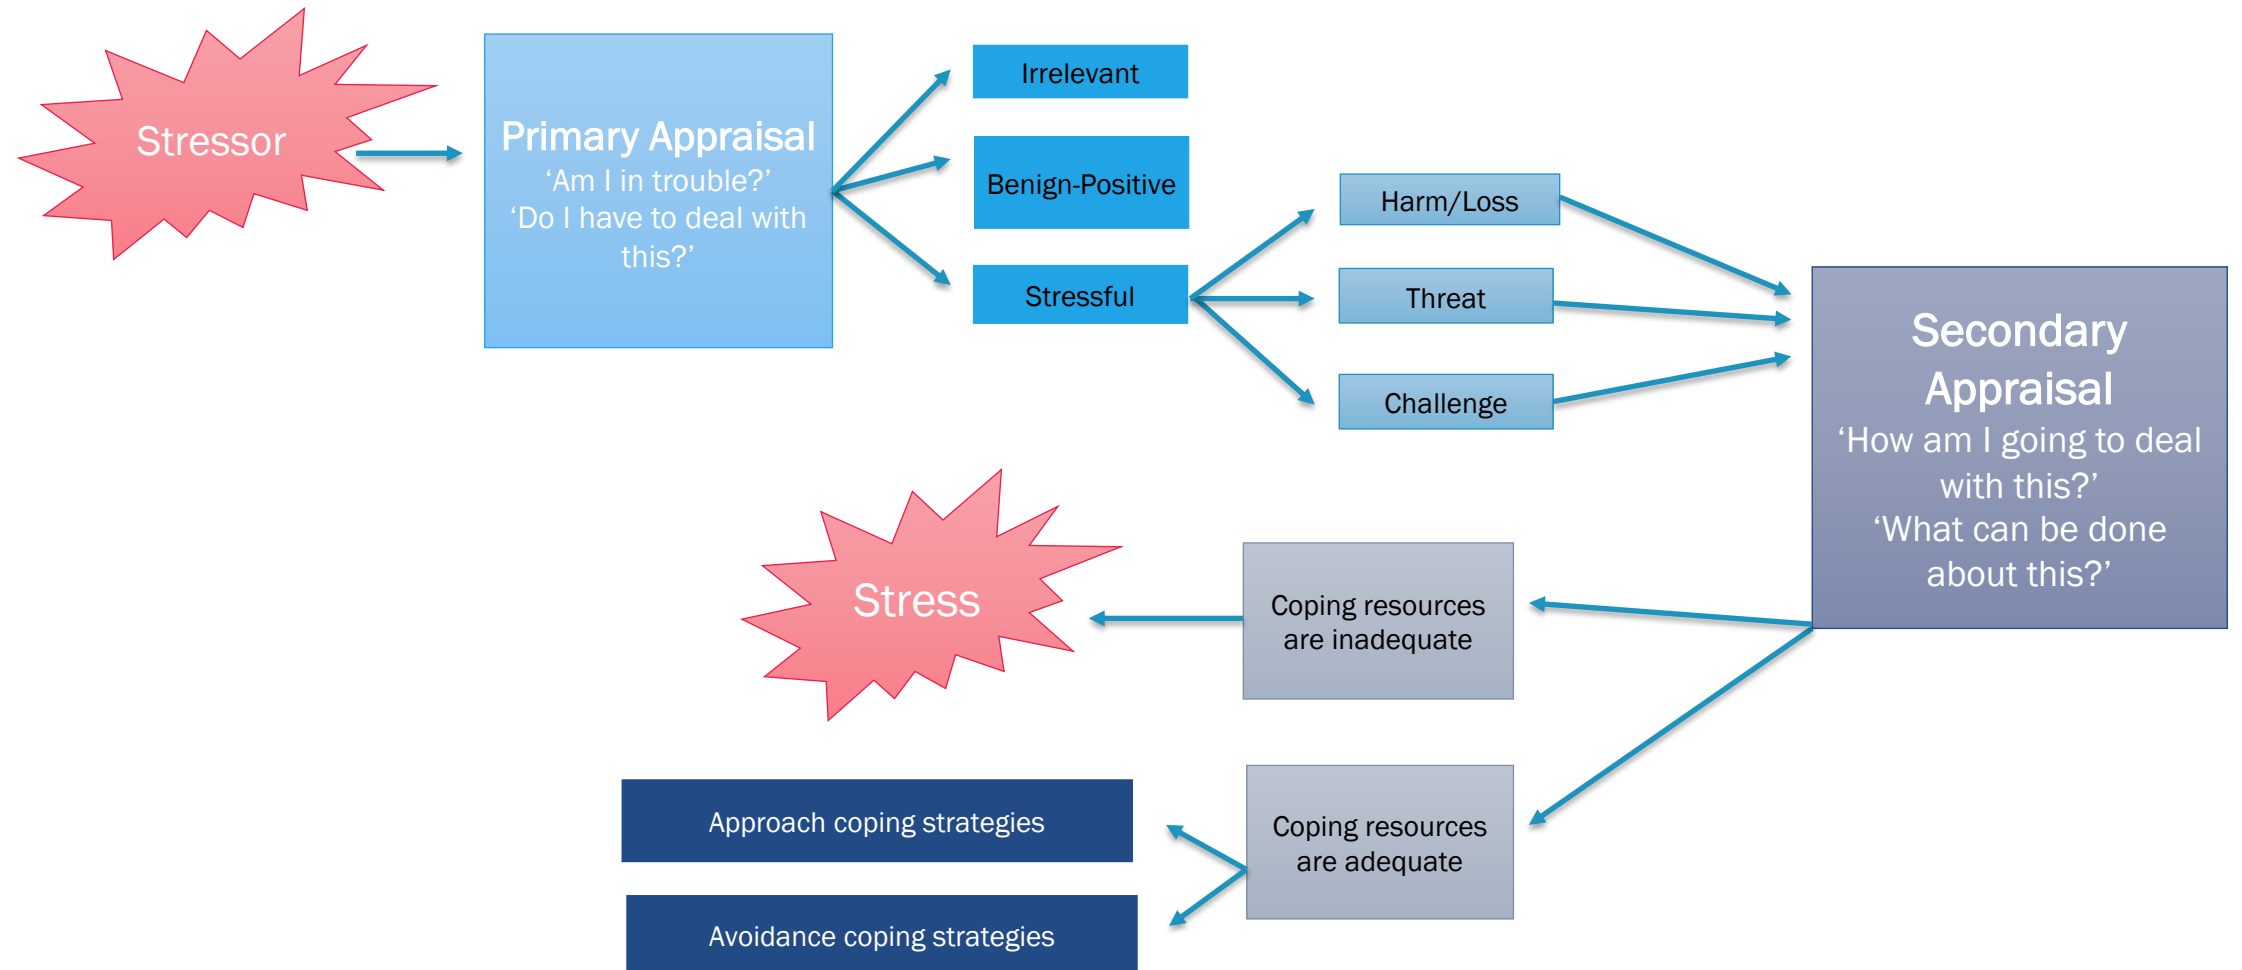 Stressor
Primary Appraisal
‘Am I in trouble?’
‘Do I have to deal with
this?’
Irrelevant
Benign-Positive
Stressful
Harm/Loss
Threat
Challenge
Secondary
Appraisal
‘How am I going to deal
with this?’
‘What can be done
about this?’
Coping resources
are inadequate
Stress
Coping resources
are adequate
Approach coping strategies
Avoidance coping strategies